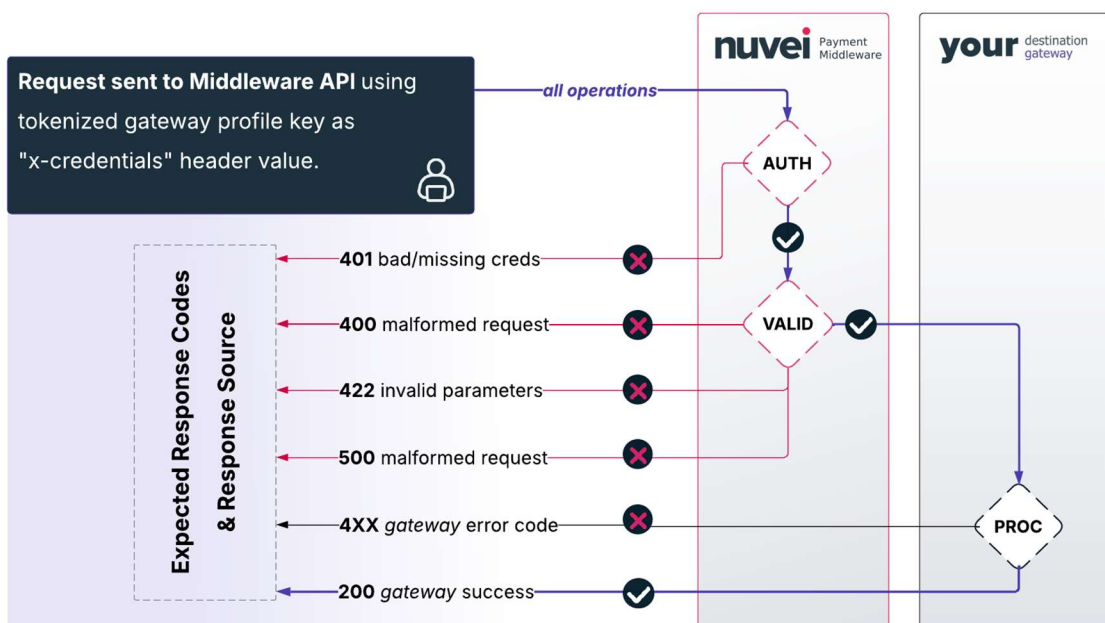 nuvei Payment
Middleware
your destination
gateway
Request sent to Middleware API using
tokenized gateway profile key as
"x-credentials" header value.
all operations
AUTH
401 bad/missing creds
400 malformed request
VALID
422 invalid parameters
500 malformed request
4XX gateway error code
PROC
200 gateway success
Expected Response Codes
& Response Source